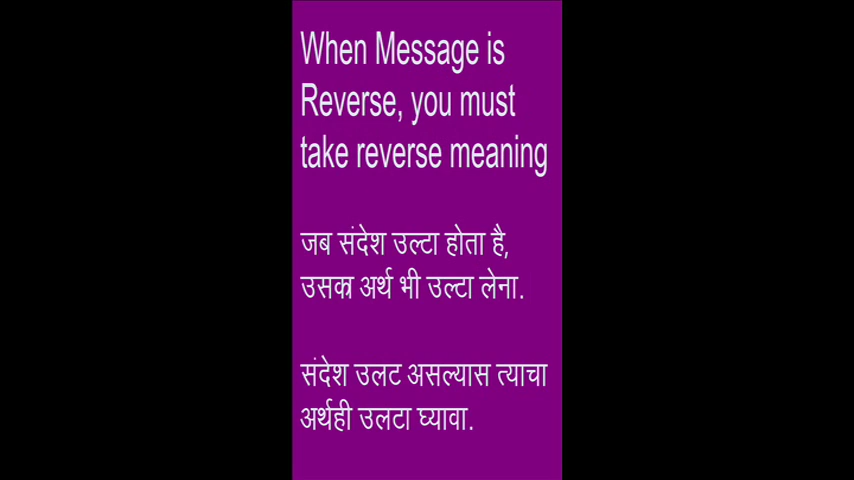 When Message is
Reverse, you must
take reverse meaning
जब संदेश उल्टा होता है,
उसका अर्थ भी उल्टा लेना.
संदेश उलट असल्यास त्याचा
अर्थही उलटा घ्यावा.